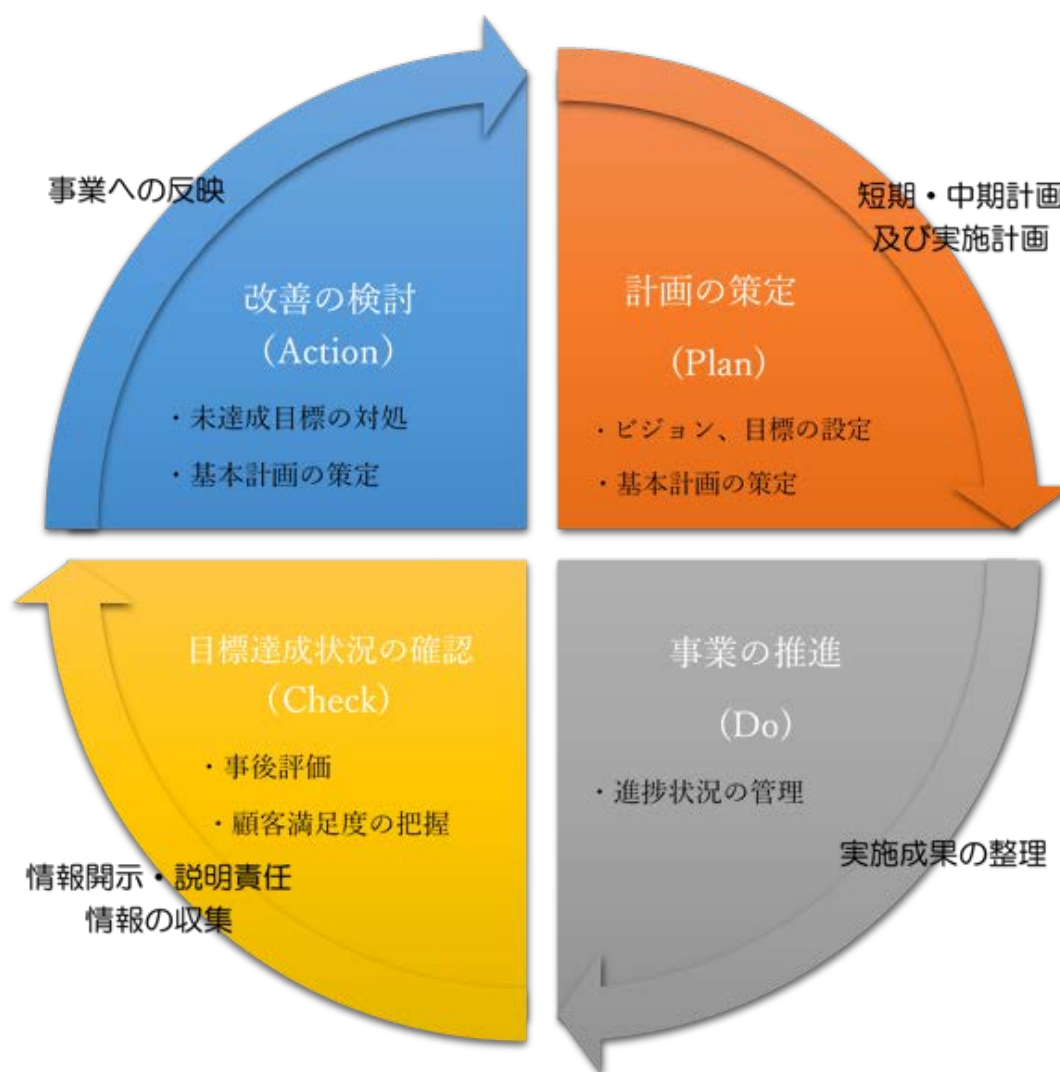 事業への反映
改善の検討
（Action）
・未達成目標の対処
・基本計画の策定
短期・中期計画
及び実施計画
計画の策定
（Plan）
・ビジョン、目標の設定
・基本計画の策定
目標達成状況の確認
（Check）
・事後評価
・顧客満足度の把握
情報開示・説明責任
情報の収集
事業の推進
（Do）
・進捗状況の管理
実施成果の整理